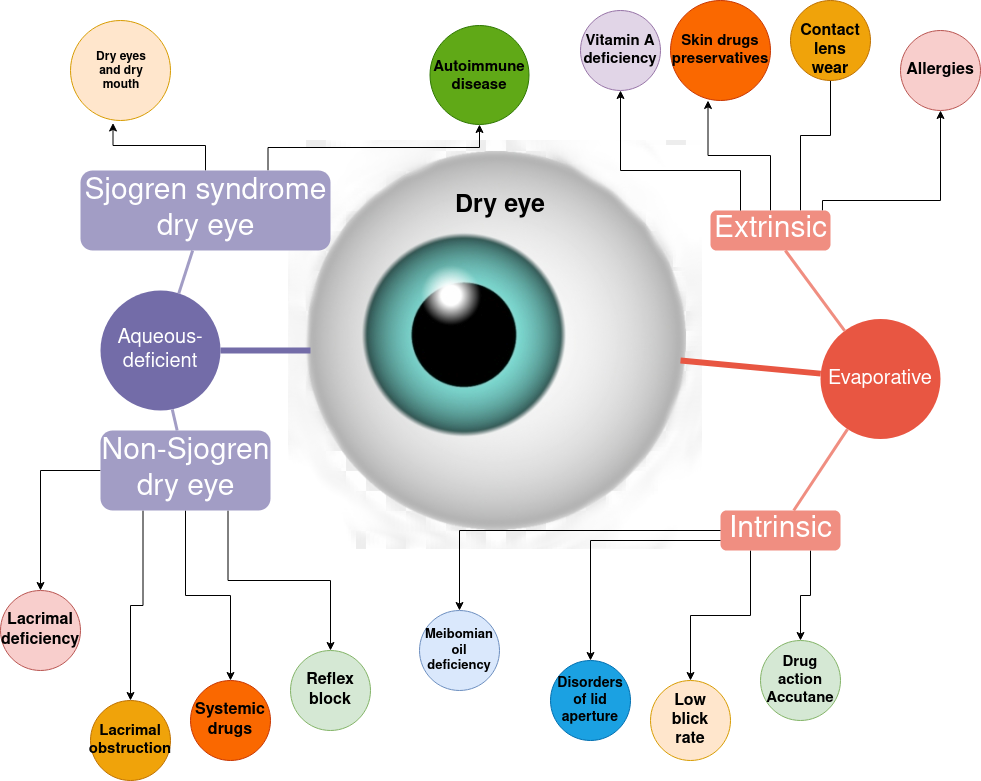 Dry eyes
and dry
mouth
Autoimmune
disease
Vitamin A
deficiency
Skin drugs
preservatives
Contact
lens
wear
Allergies
Sjogren syndrome
dry eye
Dry eye
Extrinsic
Aqueous-
deficient
Evaporative
Non-Sjogren
dry eye
Intrinsic
Lacrimal
deficiency
Lacrimal
obstruction
Systemic
drugs
Reflex
block
Meibomian
oil
deficiency
Disorders
of lid
aperture
Low
blick
rate
Drug
action
Accutane